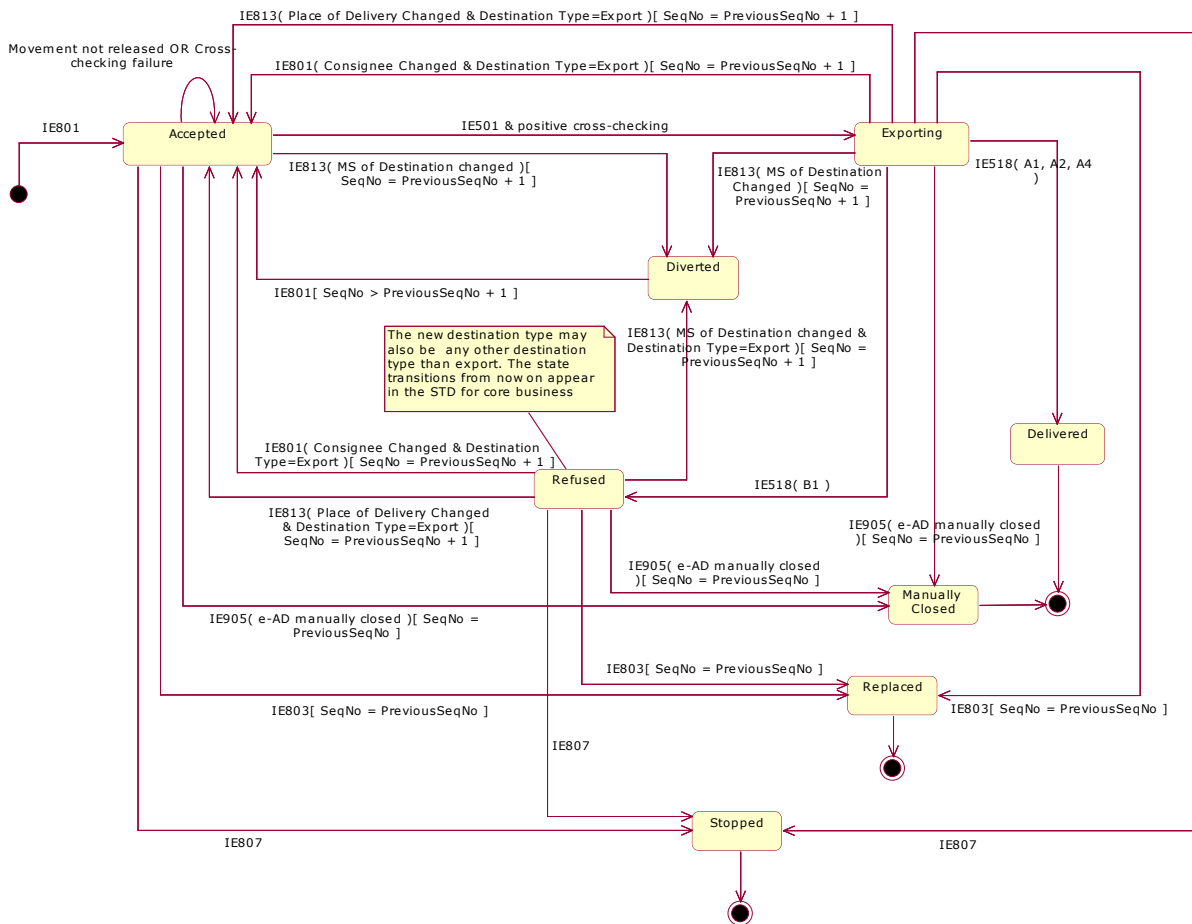 IE813( Place of Delivery Changed & Destination Type=Export )[ SeqNo = PreviousSeqNo + 1 ]
Movement not released OR Cross-
checking failure
IE801( Consignee Changed & Destination Type=Export )[ SeqNo = PreviousSeqNo + 1 ]
IE801
Accepted
IE501 & positive cross-checking
Exporting
IE813( MS of Destination changed )[
SeqNo = PreviousSeqNo + 1 ]
IE813( MS of Destination
Changed )[ SeqNo =
PreviousSeqNo + 1 ]
IE518( A1, A2, A4
)
Diverted
IE801[ SeqNo > PreviousSeqNo + 1 ]
The new destination type may
also be any other destination
type than export. The state
transitions from now on appear
in the STD for core business
IE813( MS of Destination changed &
Destination Type=Export )[ SeqNo =
PreviousSeqNo + 1 ]
Delivered
IE801( Consignee Changed & Destination
Type=Export )[ SeqNo = PreviousSeqNo + 1 ]
Refused
IE518( B1 )
IE813( Place of Delivery Changed
& Destination Type=Export )[
SeqNo = PreviousSeqNo + 1 ]
IE905( e-AD manually closed
)[ SeqNo = PreviousSeqNo ]
IE905( e-AD manually closed
)[ SeqNo = PreviousSeqNo ]
Manually
Closed
IE905( e-AD manually closed )[ SeqNo =
PreviousSeqNo ]
IE803[ SeqNo = PreviousSeqNo ]
Replaced
IE803[ SeqNo = PreviousSeqNo ]
IE803[ SeqNo = PreviousSeqNo ]
IE807
Stopped
IE807
IE807